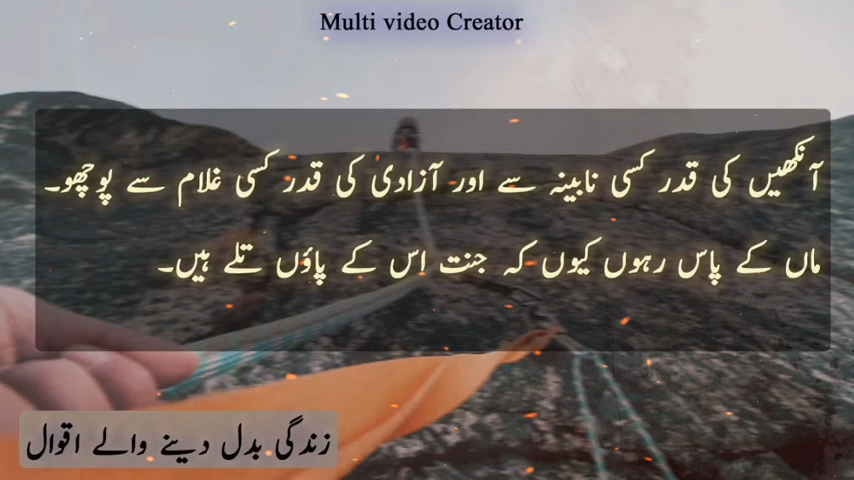 Multi video Creator
آنکھیں کی قدر کسی نابینہ سے اور آزادی کی قدر کسی غلام سے پوچھو۔
ماں کے پاس رہوں کیوں کہ جنت اس کے پاؤں تلے ہیں۔
زندگی بدل دینے والے اقوال